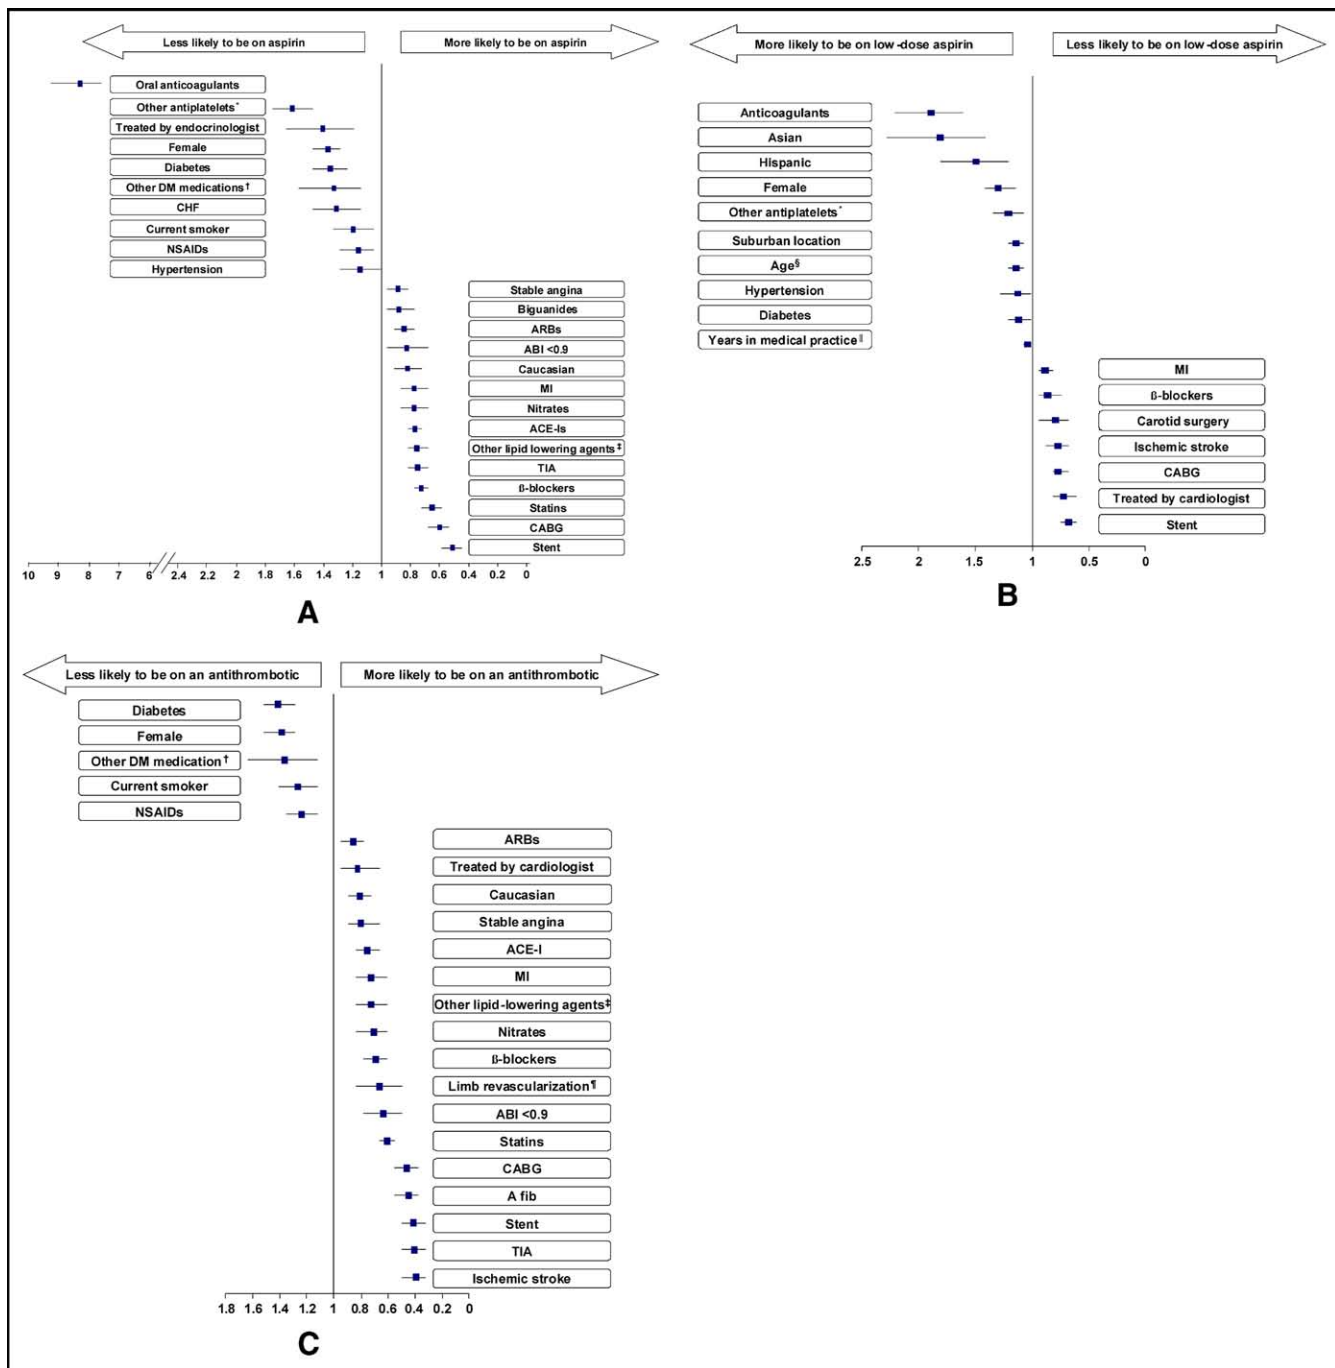 Less likely to be on aspirin
More likely to be on aspirin
Oral anticoagulants
Other antiplatelets*
Treated by endocrinologist
Female
Diabetes
Other DM medications†
CHF
Current smoker
NSAIDs
Hypertension
Stable angina
Biguanides
ARBs
ABI <0.9
Caucasian
MI
Nitrates
ACE-Is
Other lipid lowering agents‡
TIA
ß-blockers
Statins
CABG
Stent
10 9 8 7 6 2.4 2 1.8 1.6 1.4 1.2 1 0.8 0.6 0.4 0.2 0
A
More likely to be on low-dose aspirin
Less likely to be on low-dose aspirin
Anticoagulants
Asian
Hispanic
Female
Other antiplatelets*
Suburban location
Age§
Hypertension
Diabetes
Years in medical practice||
MI
ß-blockers
Carotid surgery
Ischemic stroke
CABG
Treated by cardiologist
Stent
2.5 2 1.5 1 0.5 0
B
Less likely to be on an antithrombotic
More likely to be on an antithrombotic
Diabetes
Female
Other DM medication†
Current smoker
NSAIDs
ARBs
Treated by cardiologist
Caucasian
Stable angina
ACE-I
MI
Other lipid-lowering agents‡
Nitrates
ß-blockers
Limb revascularization¶
ABI <0.9
Statins
CABG
A fib
Stent
TIA
Ischemic stroke
1.8 1.6 1.4 1.2 1 0.8 0.6 0.4 0.2 0
C